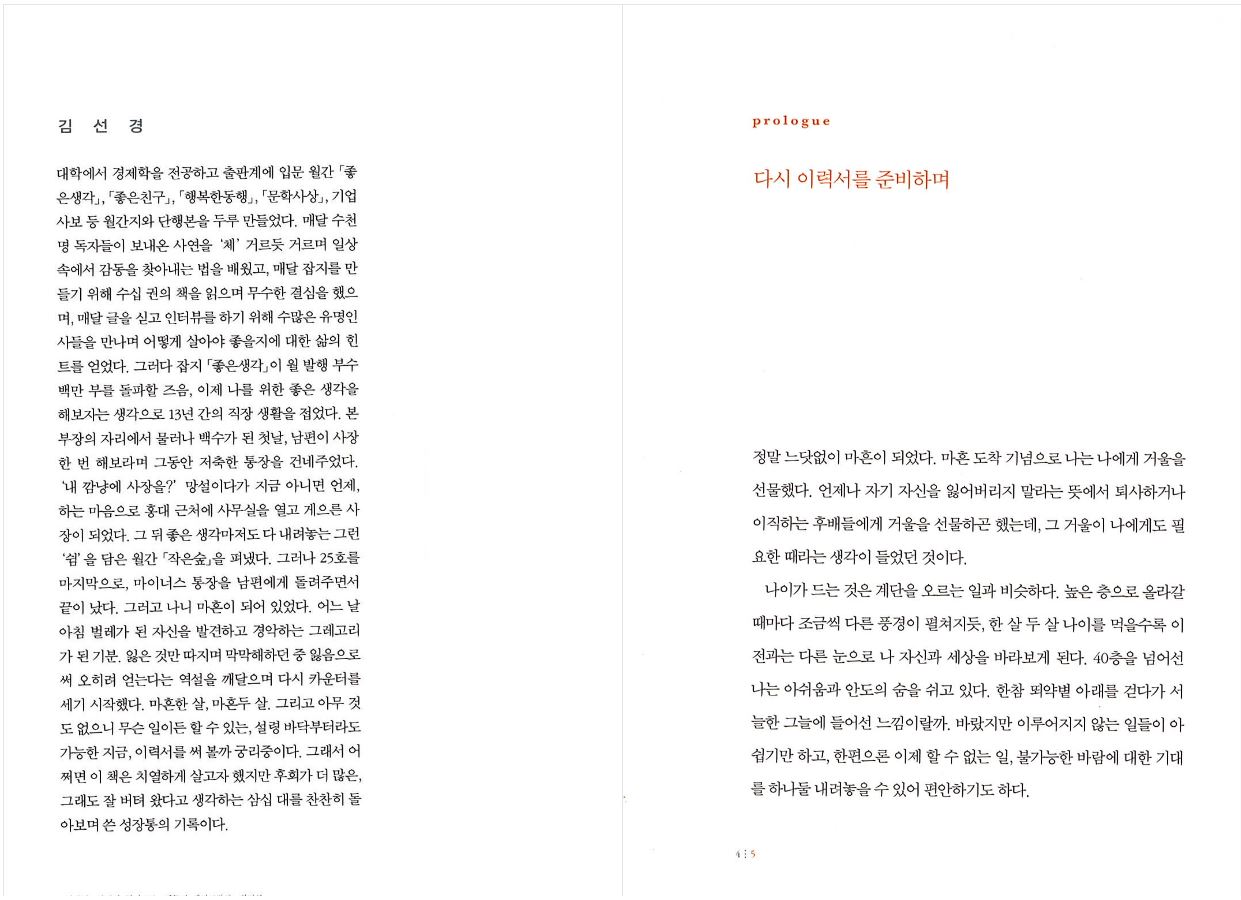 김 선 경
대학에서 경제학을 전공하고 출판계에 입문 월간 「좋
은생각」, 「좋은친구」, 「행복한동행」, 「문학사상」, 기업
사보 등 월간지와 단행본을 두루 만들었다. 매달 수천
명 독자들이 보내온 사연을 ‘체’ 거르듯 거르며 일상
속에서 감동을 찾아내는 법을 배웠고, 매달 잡지를 만
들기 위해 수십 권의 책을 읽으며 무수한 결심을 했으
며, 매달 글을 싣고 인터뷰를 하기 위해 수많은 유명인
사들을 만나며 어떻게 살아야 좋을지에 대한 삶의 힌
트를 얻었다. 그러다 잡지 「좋은생각」이 월 발행 부수
백만 부를 돌파할 즈음, 이제 나를 위한 좋은 생각을
해보자는 생각으로 13년 간의 직장 생활을 접었다. 본
부장의 자리에서 물러나 백수가 된 첫날, 남편이 사장
한 번 해보라며 그동안 저축한 통장을 건네주었다.
‘내 깜냥에 사장을?’ 망설이다가 지금 아니면 언제,
하는 마음으로 홍대 근처에 사무실을 열고 게으른 사
장이 되었다. 그 뒤 좋은 생각마저도 다 내려놓는 그런
‘쉼’을 담은 월간 「작은숲」을 펴냈다. 그러나 25호를
마지막으로, 마이너스 통장을 남편에게 돌려주면서
끝이 났다. 그러고 나니 마흔이 되어 있었다. 어느 날
아침 벌레가 된 자신을 발견하고 경악하는 그레고리
가 된 기분. 잃은 것만 따지며 막막해하던 중 잃음으로
써 오히려 얻는다는 역설을 깨달으며 다시 카운터를
세기 시작했다. 마흔한 살, 마흔두 살. 그리고 아무 것
도 없으니 무슨 일이든 할 수 있는, 설령 바닥부터라도
가능한 지금, 이력서를 써 볼까 궁리중이다. 그래서 어
쩌면 이 책은 치열하게 살고자 했지만 후회가 더 많은,
그래도 잘 버텨 왔다고 생각하는 삼십 대를 찬찬히 돌
아보며 쓴 성장통의 기록이다.
prologue
다시 이력서를 준비하며
정말 느닷없이 마흔이 되었다. 마흔 도착 기념으로 나는 나에게 거울을
선물했다. 언제나 자기 자신을 잃어버리지 말라는 뜻에서 퇴사하거나
이직하는 후배들에게 거울을 선물하곤 했는데, 그 거울이 나에게도 필
요한 때라는 생각이 들었던 것이다.
나이가 드는 것은 계단을 오르는 일과 비슷하다. 높은 층으로 올라갈
때마다 조금씩 다른 풍경이 펼쳐지듯, 한 살 두 살 나이를 먹을수록 이
전과는 다른 눈으로 나 자신과 세상을 바라보게 된다. 40층을 넘어선
나는 아쉬움과 안도의 숨을 쉬고 있다. 한참 뙤약볕 아래를 걷다가 서
늘한 그늘에 들어선 느낌이랄까. 바랐지만 이루어지지 않는 일들이 아
쉽기만 하고, 한편으론 이제 할 수 없는 일, 불가능한 바람에 대한 기대
를 하나둘 내려놓을 수 있어 편안하기도 하다.
4 5